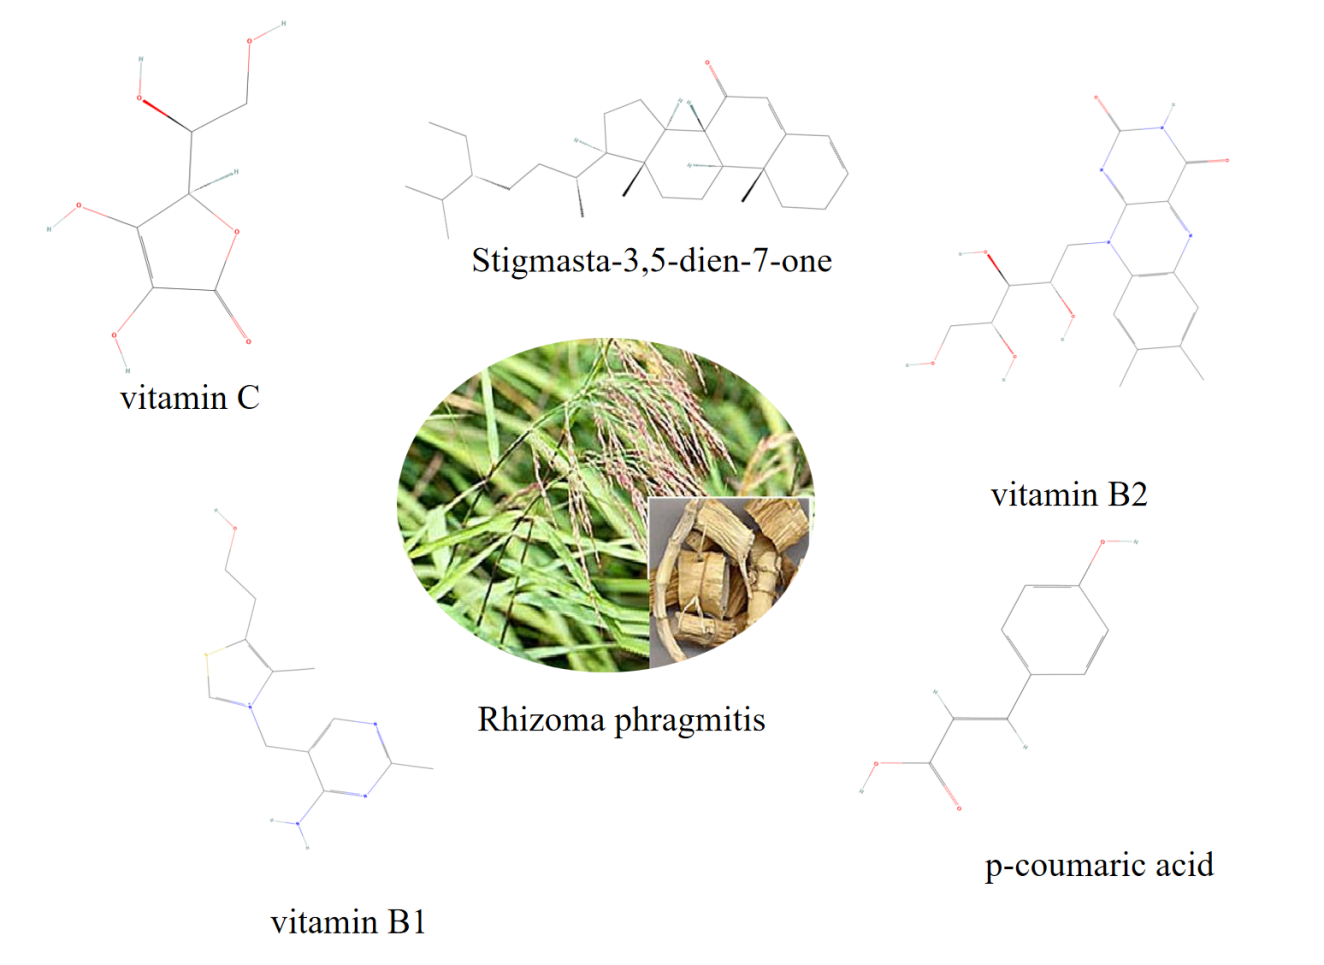 Stigmasta-3,5-dien-7-one
vitamin C
vitamin B2
Rhizoma phragmitis
p-coumaric acid
vitamin B1